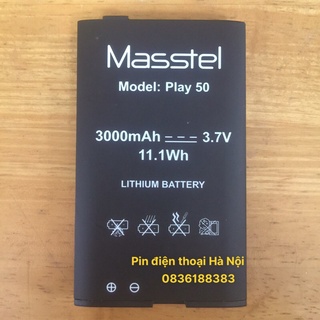 Masstel
Model: Play 50
3000mAh 3.7V
11.1Wh
LITHIUM BATTERY
Pin điện thoại Hà Nội
0836188383